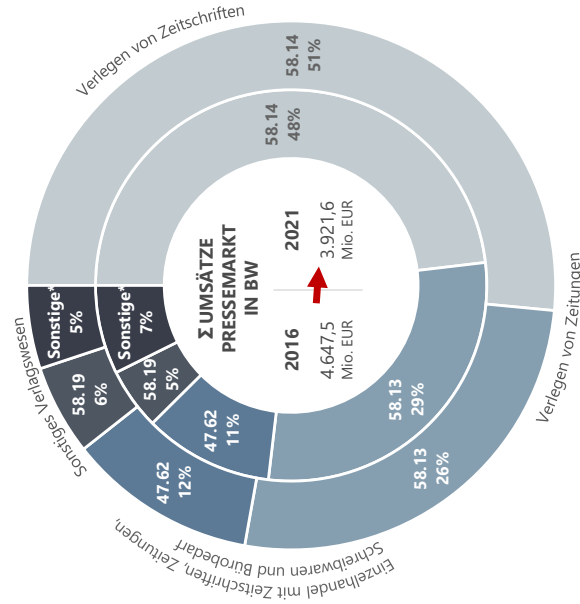 Verlegen von Zeitschriften
58.14
51%
58.14
48%
Σ UMSÄTZE
PRESSEMARKT
IN BW
2016
4.647,5
Mio. EUR
2021
3.921,6
Mio. EUR
Sonstige*
5%
Sonstige*
7%
58.19
6%
58.19
5%
Sonstiges Verlagswesen
47.62
12%
47.62
11%
Einzelhandel mit Zeitschriften, Zeitungen,
Schreibwaren und Bürobedarf
58.13
29%
58.13
26%
Verlegen von Zeitungen